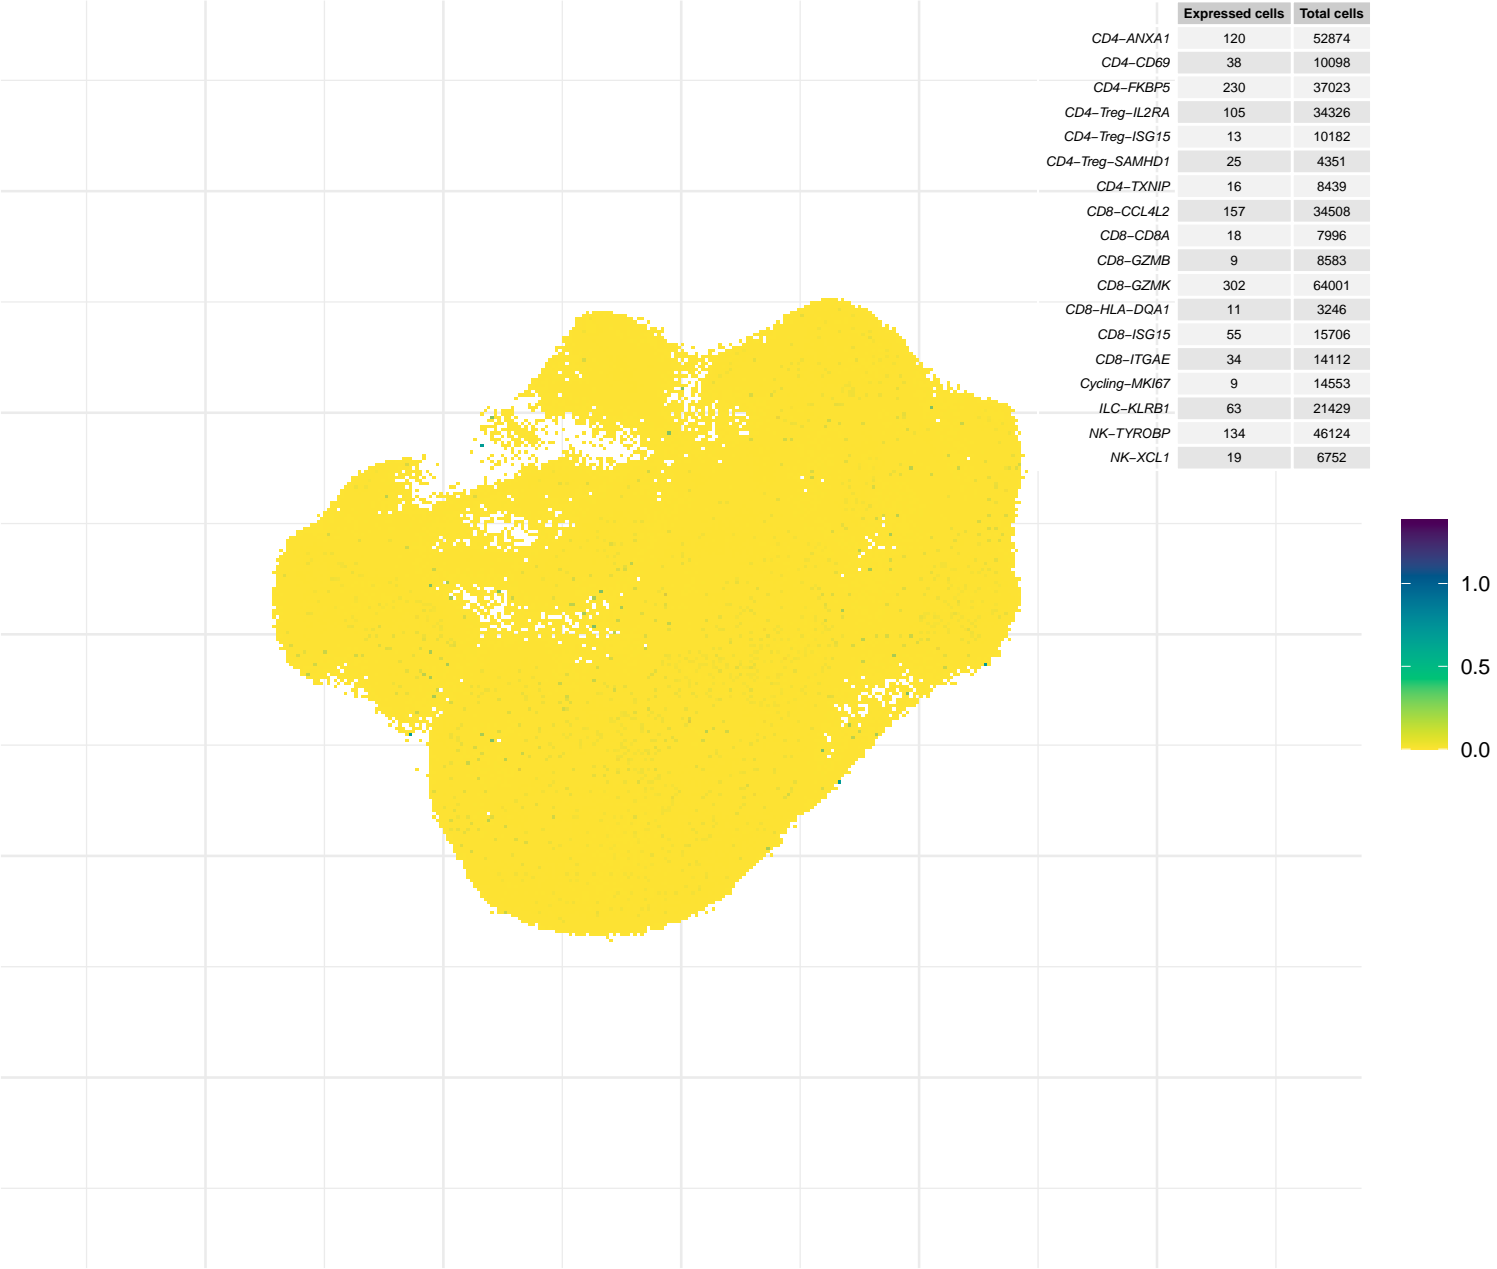 Expressed cells Total cells
CD4−ANXA1 120 52874
CD4−CD69 38 10098
CD4−FKBP5 230 37023
CD4−Treg−IL2RA 105 34326
CD4−Treg−ISG15 13 10182
CD4−Treg−SAMHD1 25 4351
CD4−TXNIP 16 8439
CD8−CCL4L2 157 34508
CD8−CD8A 18 7996
CD8−GZMB 9 8583
CD8−GZMK 302 64001
CD8−HLA−DQA1 11 3246
CD8−ISG15 55 15706
CD8−ITGAE 34 14112
Cycling−MKI67 9 14553
ILC−KLRB1 63 21429
NK−TYROBP 134 46124
NK−XCL1 19 6752
1.0
0.5
0.0